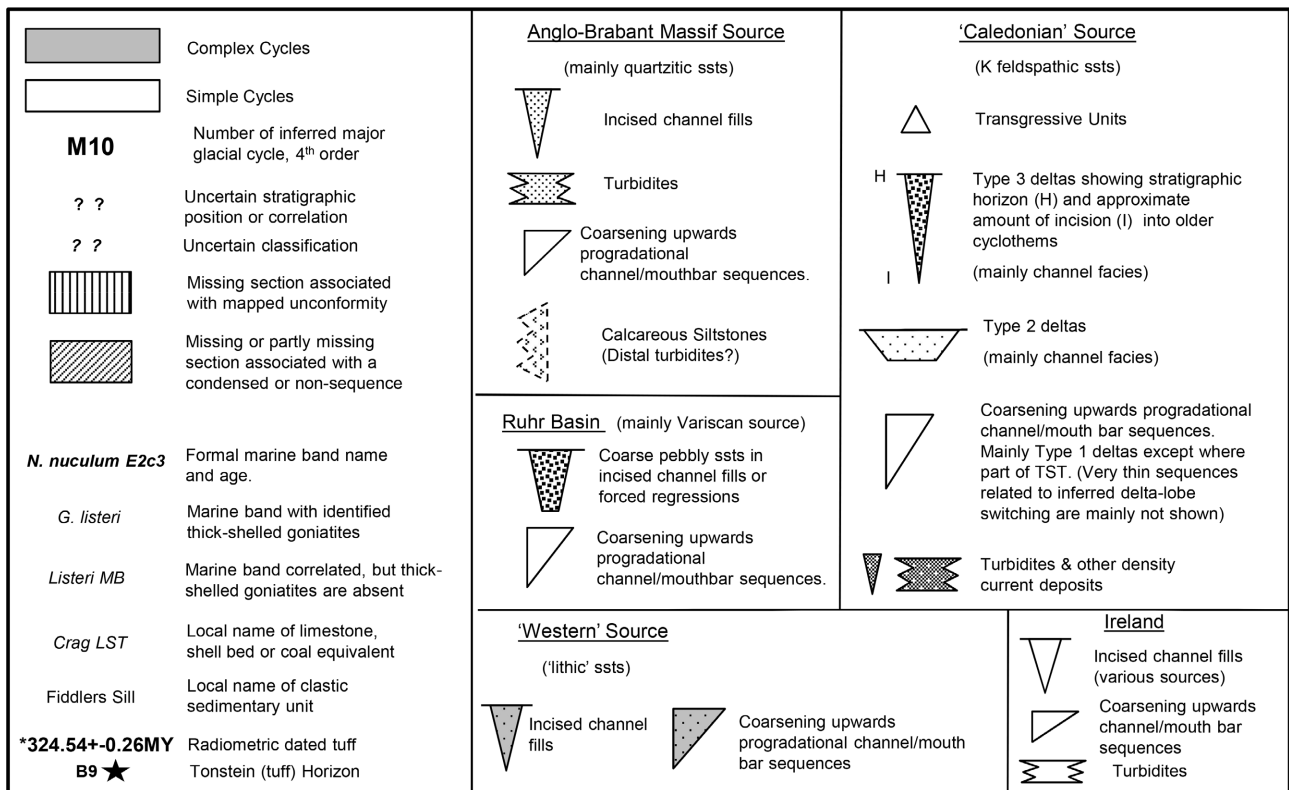 Complex Cycles
Simple Cycles
M10
Number of inferred major
glacial cycle, 4th order
? ?
Uncertain stratigraphic
position or correlation
? ?
Uncertain classification
Missing section associated
with mapped unconformity
Missing or partly missing
section associated with a
condensed or non-sequence
N. nuculum E2c3
Formal marine band name
and age.
G. listeri
Marine band with identified
thick-shelled goniatites
Listeri MB
Marine band correlated, but thick-
shelled goniatites are absent
Crag LST
Local name of limestone,
shell bed or coal equivalent
Fiddlers Sill
Local name of clastic
sedimentary unit
*324.54+-0.26MY
Radiometric dated tuff
B9
Tonstein (tuff) Horizon
Anglo-Brabant Massif Source
(mainly quartzitic ssts)
Incised channel fills
Turbidites
Coarsening upwards
progradational
channel/mouthbar sequences.
Calcareous Siltstones
(Distal turbidites?)
Ruhr Basin (mainly Variscan source)
Coarse pebbly ssts in
incised channel fills or
forced regressions
Coarsening upwards
progradational
channel/mouthbar sequences.
'Caledonian' Source
(K feldspathic ssts)
Transgressive Units
H
I
Type 3 deltas showing stratigraphic
horizon (H) and approximate
amount of incision (I) into older
cyclothems
(mainly channel facies)
Type 2 deltas
(mainly channel facies)
Coarsening upwards progradational
channel/mouth bar sequences.
Mainly Type 1 deltas except where
part of TST. (Very thin sequences
related to inferred delta-lobe
switching are mainly not shown)
Turbidites & other density
current deposits
'Western' Source
('lithic' ssts)
Incised channel
fills
Coarsening upwards
progradational channel/mouth
bar sequences
Ireland
Incised channel fills
(various sources)
Coarsening upwards
channel/mouth bar
sequences
Turbidites